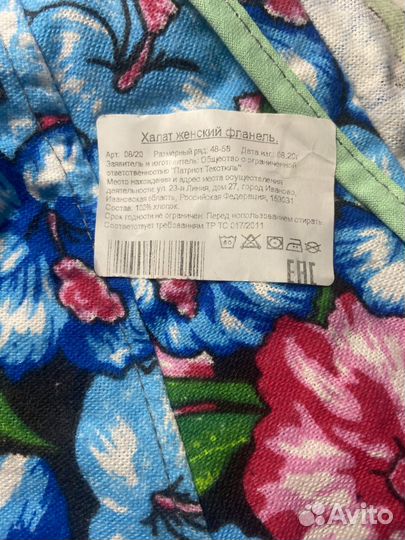 Халат женский фланель.
Арт. 08/20 Размерный ряд: 48-58 Дата изг.: 08.20г
Заявитель и изготовитель: Общество с ограниченной
ответственностью "Патриот Текстиль".
Место нахождения и адрес места осуществления
деятельности: ул. 23-я Линия, дом 27, город Иваново,
Ивановская область, Российская Федерация, 153031
Состав: 100% хлопок.
Срок годности не ограничен. Перед использованием стирать.
Соответствует требованиям ТР ТС 017/2011
EAC
Avito